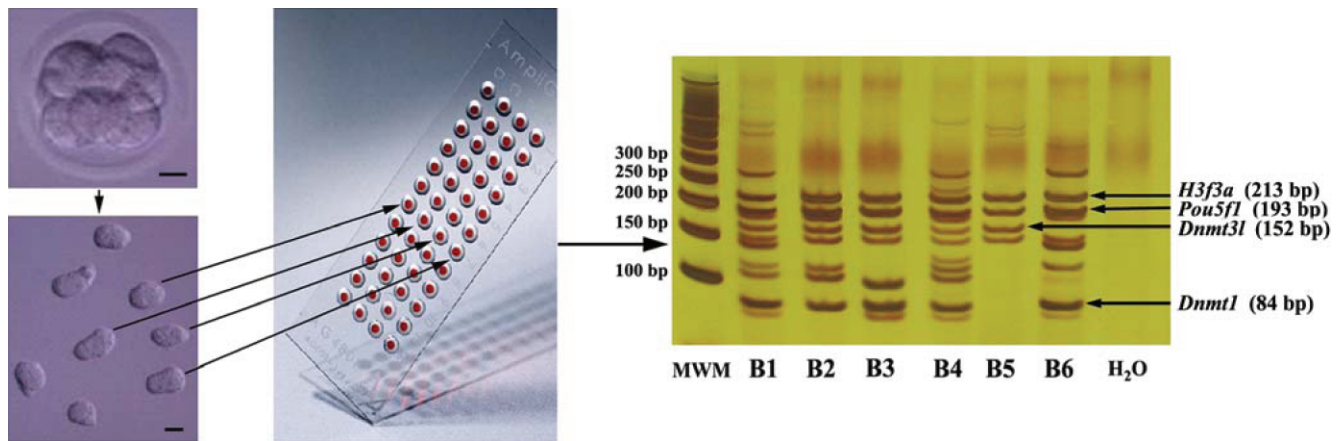 AmpliG
300 bp
250 bp
200 bp
150 bp
100 bp
H3f3a (213 bp)
Pou5f1 (193 bp)
Dnmt3l (152 bp)
Dnmt1 (84 bp)
MWM B1 B2 B3 B4 B5 B6 H₂O